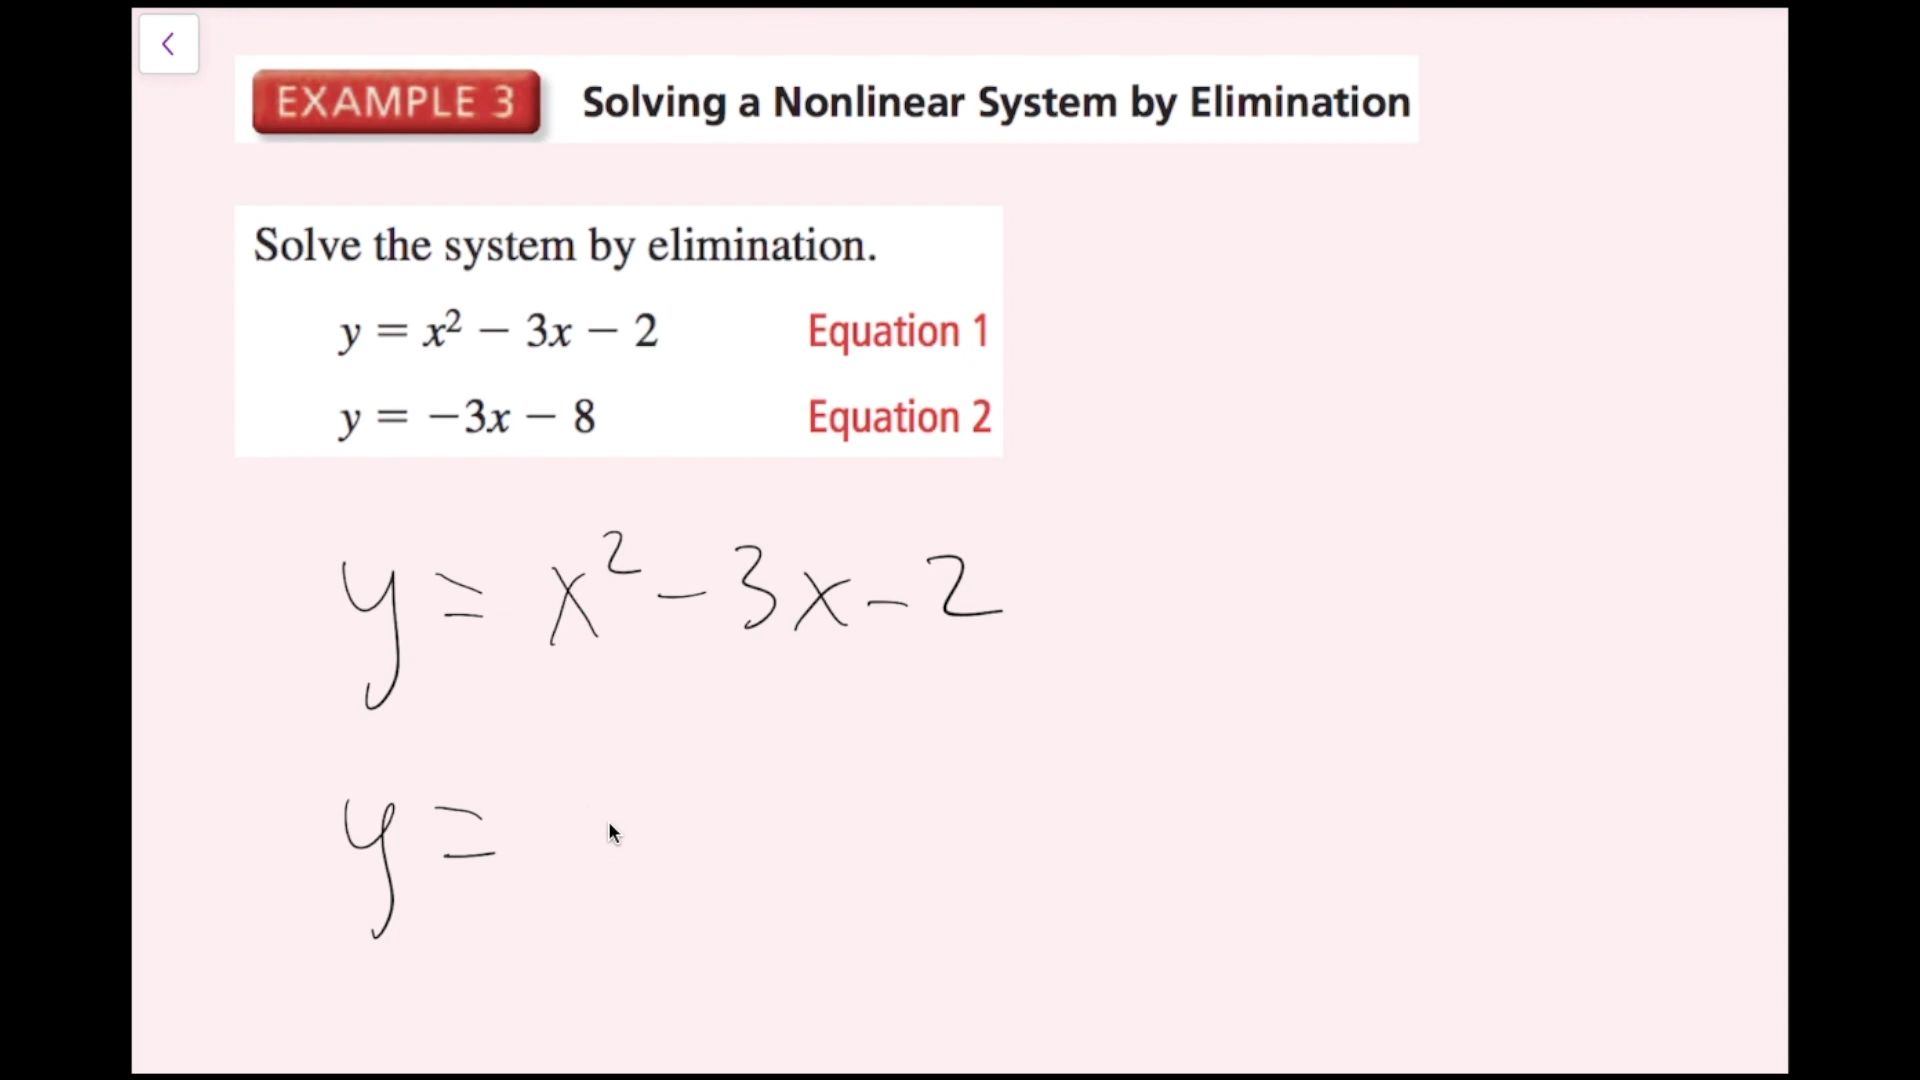 EXAMPLE 3 Solving a Nonlinear System by Elimination
Solve the system by elimination.
y = x² − 3x − 2 Equation 1
y = −3x − 8 Equation 2
y = x² − 3x − 2
y =